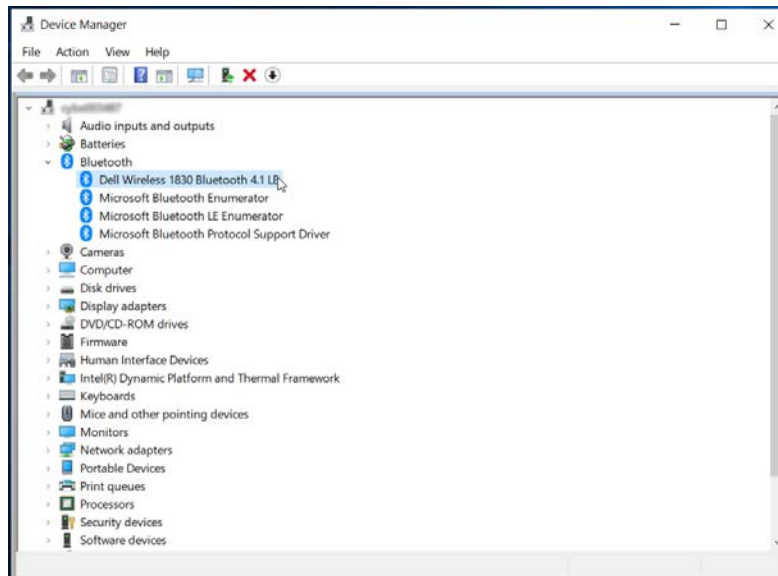 Device Manager
File Action View Help
Audio inputs and outputs
Batteries
Bluetooth
Dell Wireless 1830 Bluetooth 4.1 LE
Microsoft Bluetooth Enumerator
Microsoft Bluetooth LE Enumerator
Microsoft Bluetooth Protocol Support Driver
Cameras
Computer
Disk drives
Display adapters
DVD/CD-ROM drives
Firmware
Human Interface Devices
Intel(R) Dynamic Platform and Thermal Framework
Keyboards
Mice and other pointing devices
Monitors
Network adapters
Portable Devices
Print queues
Processors
Security devices
Software devices